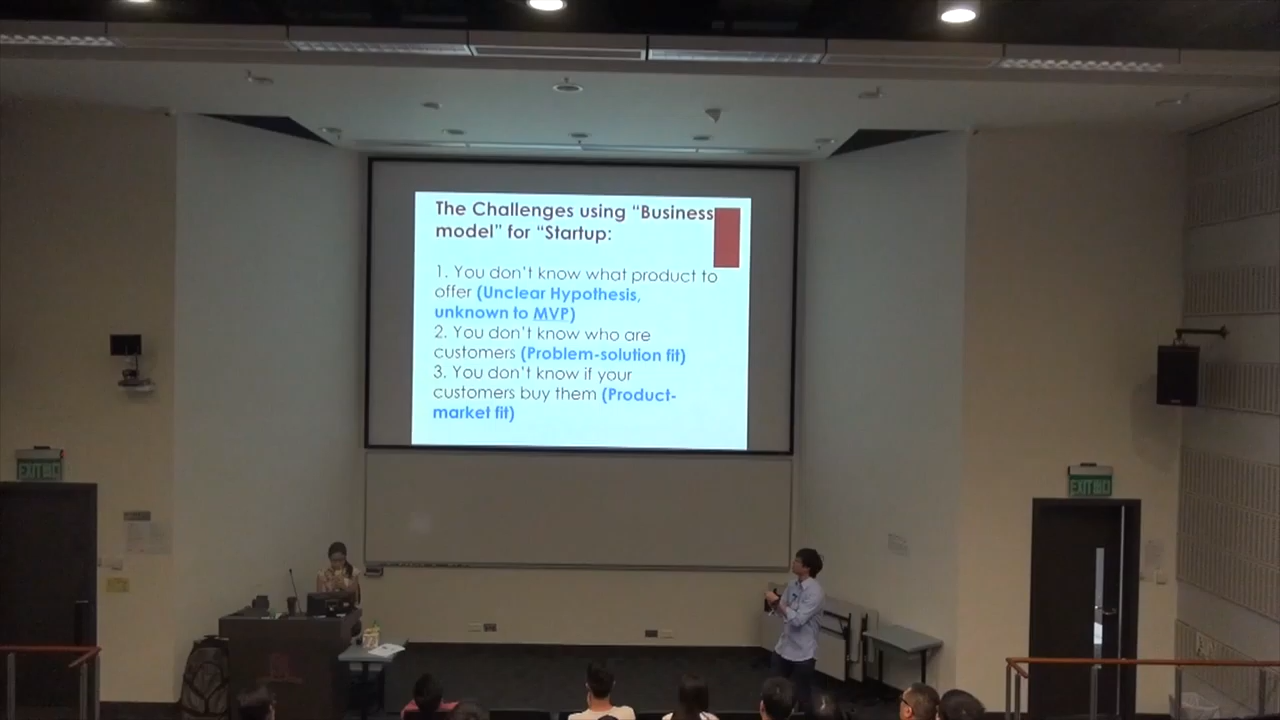 The Challenges using “Business
model” for “Startup:
1. You don’t know what product to
offer (Unclear Hypothesis,
unknown to MVP)
2. You don’t know who are
customers (Problem-solution fit)
3. You don’t know if your
customers buy them (Product-
market fit)
EXIT
EXIT